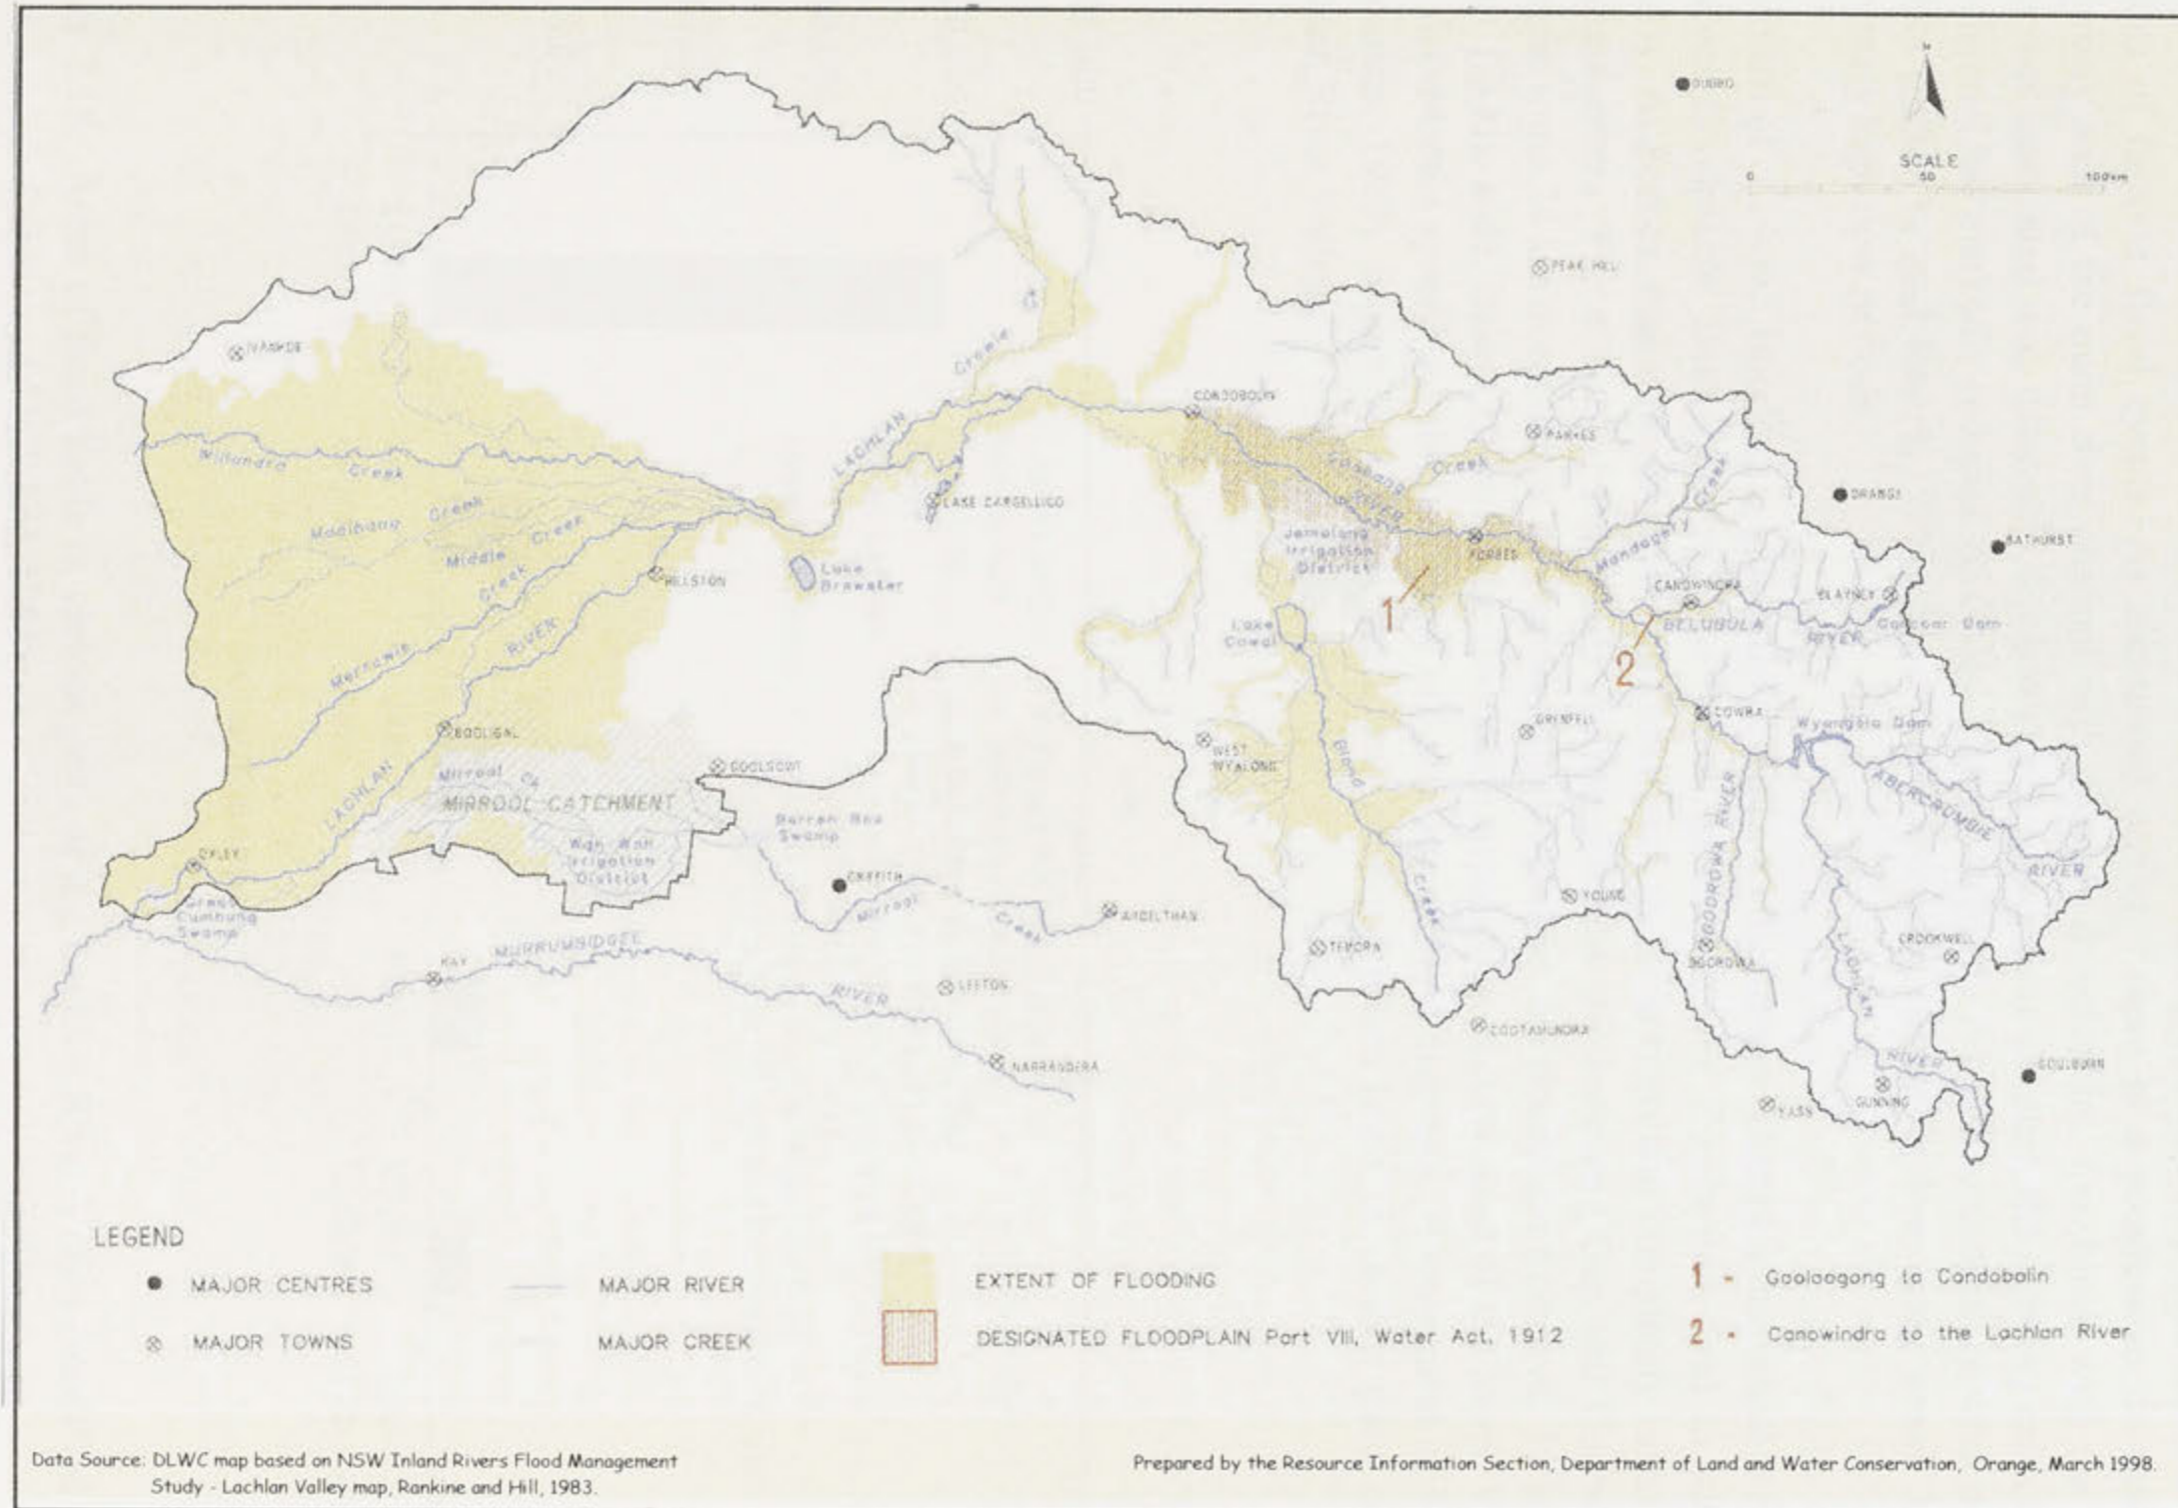 N
DUBBO
SCALE
0 50 100km
PEAK HILL
IVANHOE
Crowle Ck
CONDOBOLIN
PARKES
LACHLAN
Willandra Creek
Goobang Creek
RIVER
Creek
ORANGE
LAKE CARGELLICO
Middle Creek
Jemalong
Irrigation
District
FORBES
Mandagery
BATHURST
Creek
HILLSTON
Lake
Brewster
1
CANOWINDRA
BLAYNEY
Lake
Cowal
BELUBULA
RIVER
Carcoar Dam
RIVER
Merrowie
2
BOOLIGAL
GRENFELL
COWRA
Wyangala Dam
WEST
WYALONG
Bland
GOOLGOWI
Mirrool Ck
MIRROOL CATCHMENT
LACHLAN
ABERCROMBIE
Barren Box
Swamp
Wah Wah
Irrigation
District
OXLEY
GRIFFITH
RIVER
BOOROWA RIVER
Creek
YOUNG
Great
Cumbung
Swamp
Mirrool
Creek
ARDELTHAN
TEMORA
CROOKWELL
HAY
MURRUMBIDGEE
BOOROWA
LACHLAN
RIVER
LEETON
COOTAMUNDRA
NARRANDERA
RIVER
GOULBURN
GUNNING
YASS
LEGEND
MAJOR CENTRES
MAJOR TOWNS
MAJOR RIVER
MAJOR CREEK
EXTENT OF FLOODING
DESIGNATED FLOODPLAIN Part VIII, Water Act, 1912
1 - Gooloogong to Condobolin
2 - Canowindra to the Lachlan River
Data Source: DLWC map based on NSW Inland Rivers Flood Management
Study - Lachlan Valley map, Rankine and Hill, 1983.
Prepared by the Resource Information Section, Department of Land and Water Conservation, Orange, March 1998.